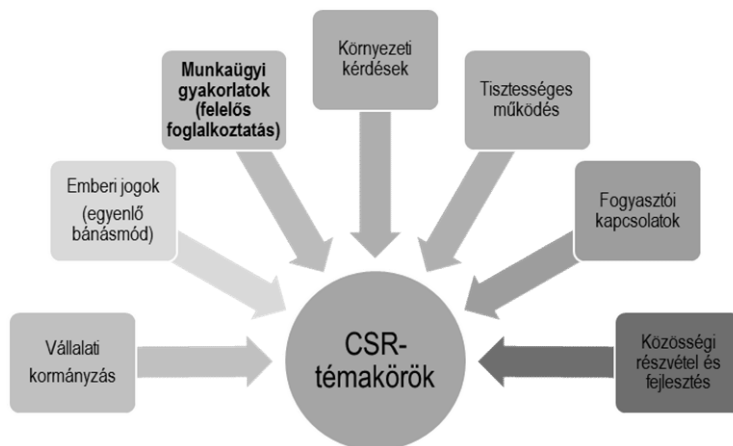 Vállalati
kormányzás
Emberi jogok
(egyenlő
bánásmód)
Munkaügyi
gyakorlatok
(felelős
foglalkoztatás)
Környezeti
kérdések
Tisztességes
működés
Fogyasztói
kapcsolatok
Közösségi
részvétel és
fejlesztés
CSR-
témakörök